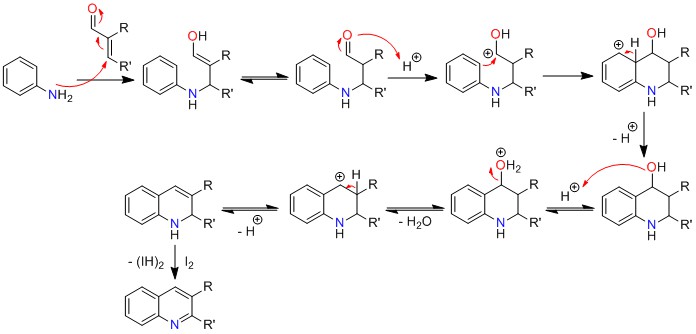 O R NH2 R'
OH R N H R'
O R N H R' H⊕
OH ⊕ R N H R'
⊕ H OH R N H R'
- H⊕
H⊕ OH R N H R'
⊕ OH2 R N H R'
- H2O
⊕ H R N H R'
- H⊕
R N H R'
- (IH)2 I2
R N R'